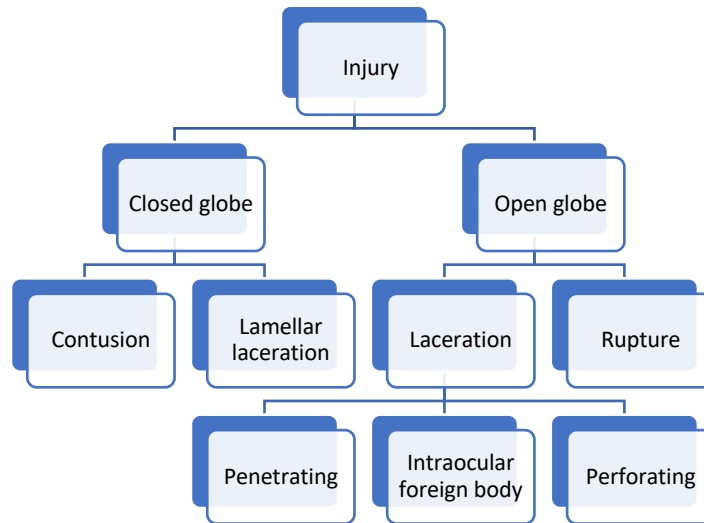 Injury
Closed globe
Open globe
Contusion
Lamellar
laceration
Laceration
Rupture
Penetrating
Intraocular
foreign body
Perforating